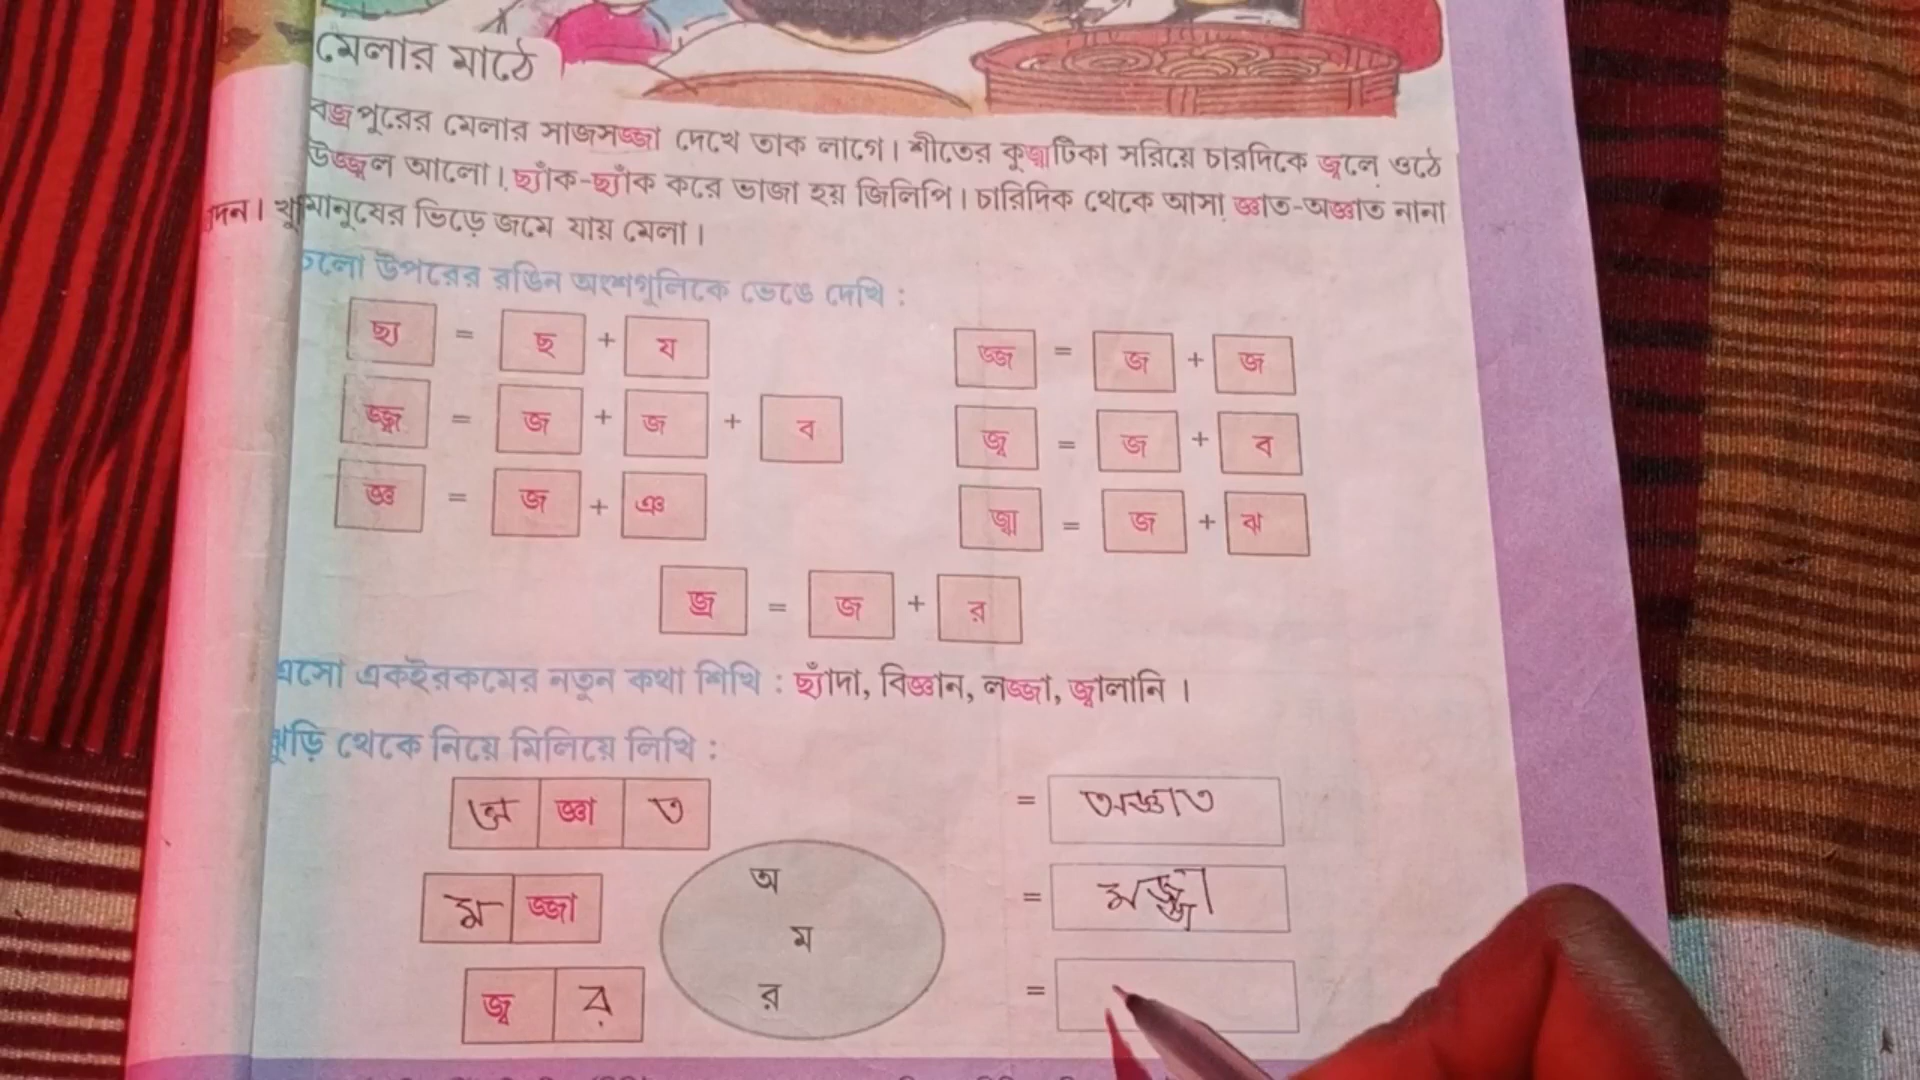 মেলার মাঠে
বজ্রপুরের মেলার সাজসজ্জা দেখে তাক লাগে। শীতের কুজ্ঝটিকা সরিয়ে চারদিকে জ্বলে ওঠে
উজ্জ্বল আলো। ছ্যাঁক-ছ্যাঁক করে ভাজা হয় জিলিপি। চারিদিক থেকে আসা জ্ঞাত-অজ্ঞাত নানা
মানুষের ভিড়ে জমে যায় মেলা।
চলো উপরের রঙিন অংশগুলিকে ভেঙে দেখি :
ছ্য = ছ + য জ্জ = জ + জ
জ্জ্ব = জ + জ + ব জ্ব = জ + ব
জ্ঞ = জ + ঞ জ্ঝ = জ + ঝ
জ্র = জ + র
এসো একইরকমের নতুন কথা শিখি : ছ্যাঁদা, বিজ্ঞান, লজ্জা, জ্বালানি।
ঝুড়ি থেকে নিয়ে মিলিয়ে লিখি :
অ জ্ঞা ত = অজ্ঞাত
ম জ্জা = মজ্জা
অ
ম
র
জ্ব র =